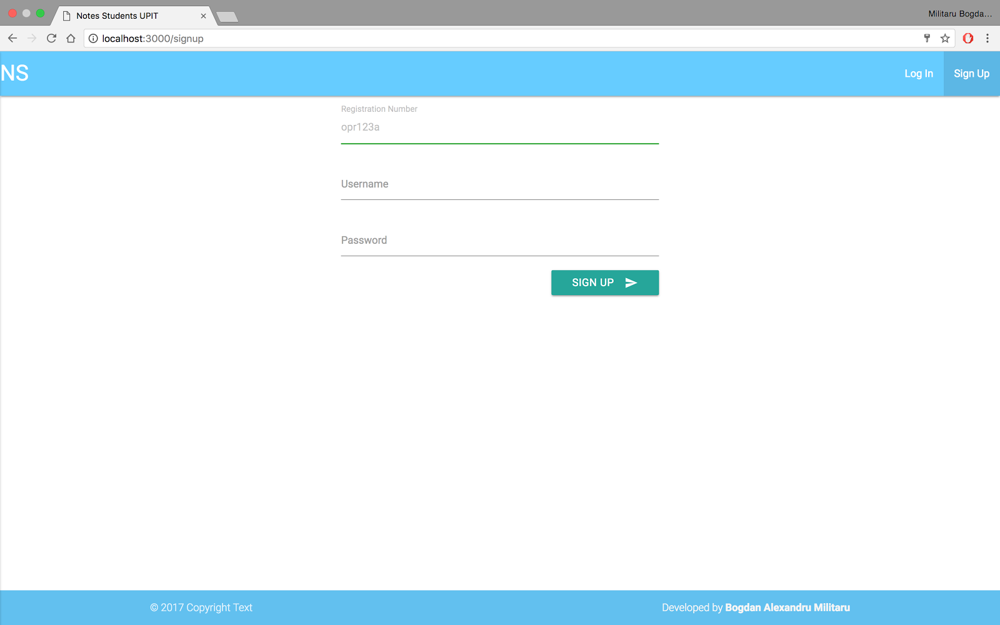 Notes Students UPIT
Militaru Bogda...
localhost:3000/signup
NS
Log In
Sign Up
Registration Number
opr123a
Username
Password
SIGN UP
© 2017 Copyright Text
Developed by Bogdan Alexandru Militaru